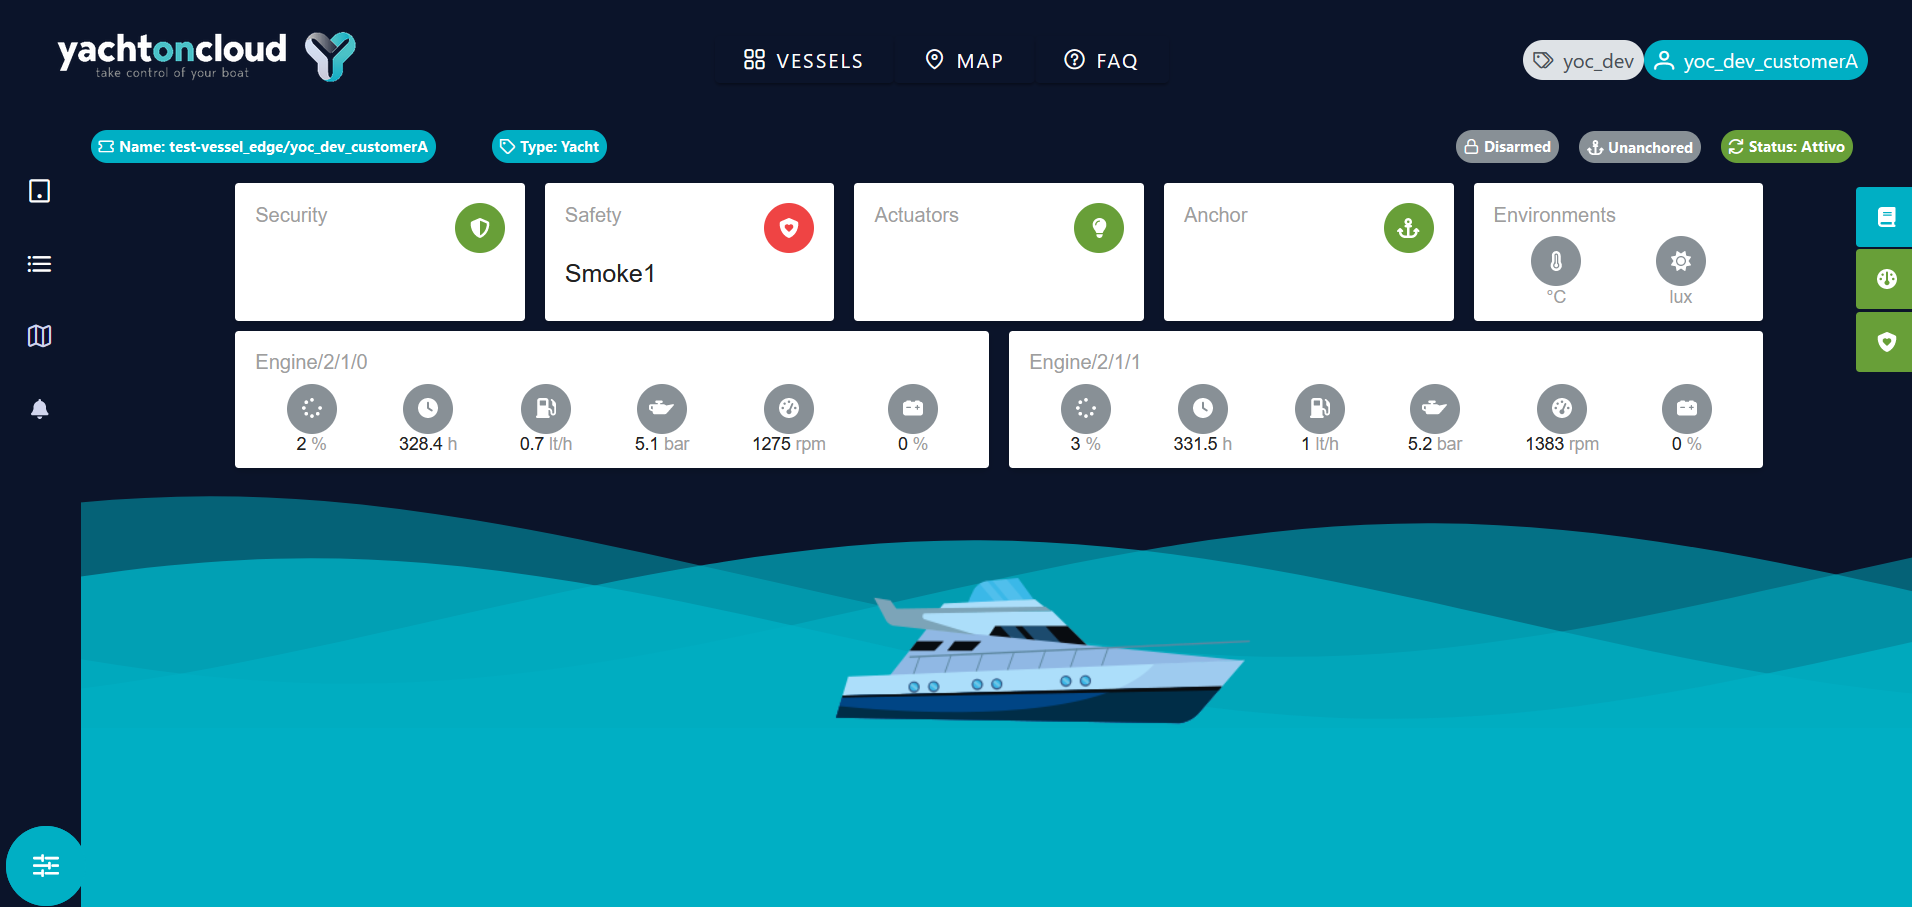 yachtoncloud
take control of your boat
VESSELS
MAP
FAQ
yoc_dev
yoc_dev_customerA
Name: test-vessel_edge/yoc_dev_customerA
Type: Yacht
Disarmed
Unanchored
Status: Attivo
Security
Safety
Smoke1
Actuators
Anchor
Environments
°C
lux
Engine/2/1/0
2 %
328.4 h
0.7 lt/h
5.1 bar
1275 rpm
0 %
Engine/2/1/1
3 %
331.5 h
1 lt/h
5.2 bar
1383 rpm
0 %